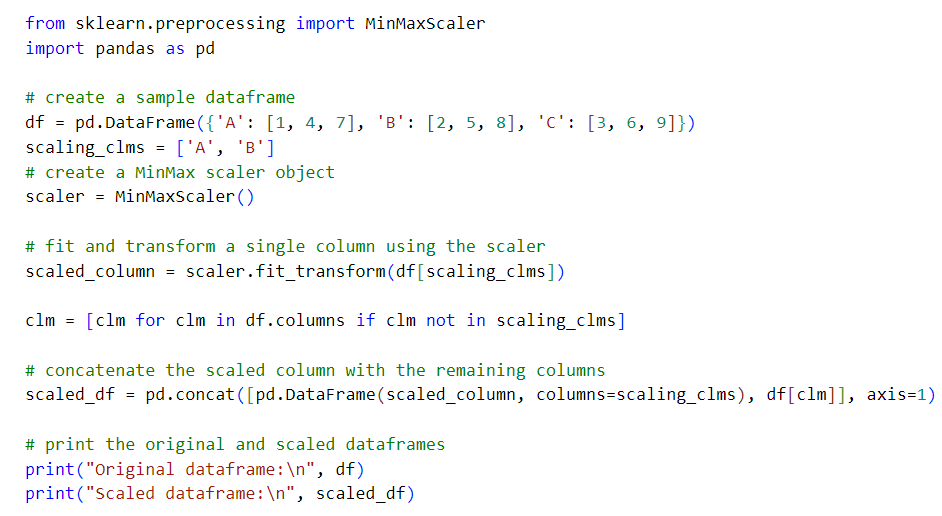 from sklearn.preprocessing import MinMaxScaler
import pandas as pd
# create a sample dataframe
df = pd.DataFrame({'A': [1, 4, 7], 'B': [2, 5, 8], 'C': [3, 6, 9]})
scaling_clms = ['A', 'B']
# create a MinMax scaler object
scaler = MinMaxScaler()
# fit and transform a single column using the scaler
scaled_column = scaler.fit_transform(df[scaling_clms])
clm = [clm for clm in df.columns if clm not in scaling_clms]
# concatenate the scaled column with the remaining columns
scaled_df = pd.concat([pd.DataFrame(scaled_column, columns=scaling_clms), df[clm]], axis=1)
# print the original and scaled dataframes
print("Original dataframe:\n", df)
print("Scaled dataframe:\n", scaled_df)